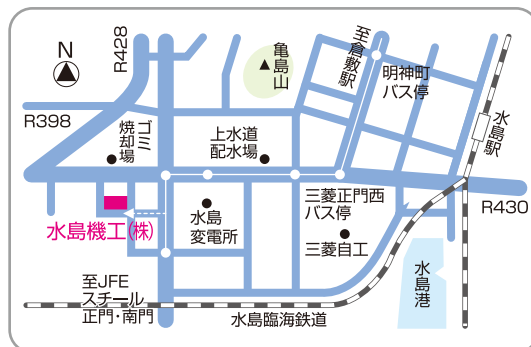 N
R428
R398
ゴミ
焼却場
亀島山
上水道
配水場
至倉敷駅
明神町
バス停
水島駅
R430
三菱正門西
バス停
三菱自工
水島
変電所
水島機工㈱
至JFE
スチール
正門・南門
水島臨海鉄道
水島港